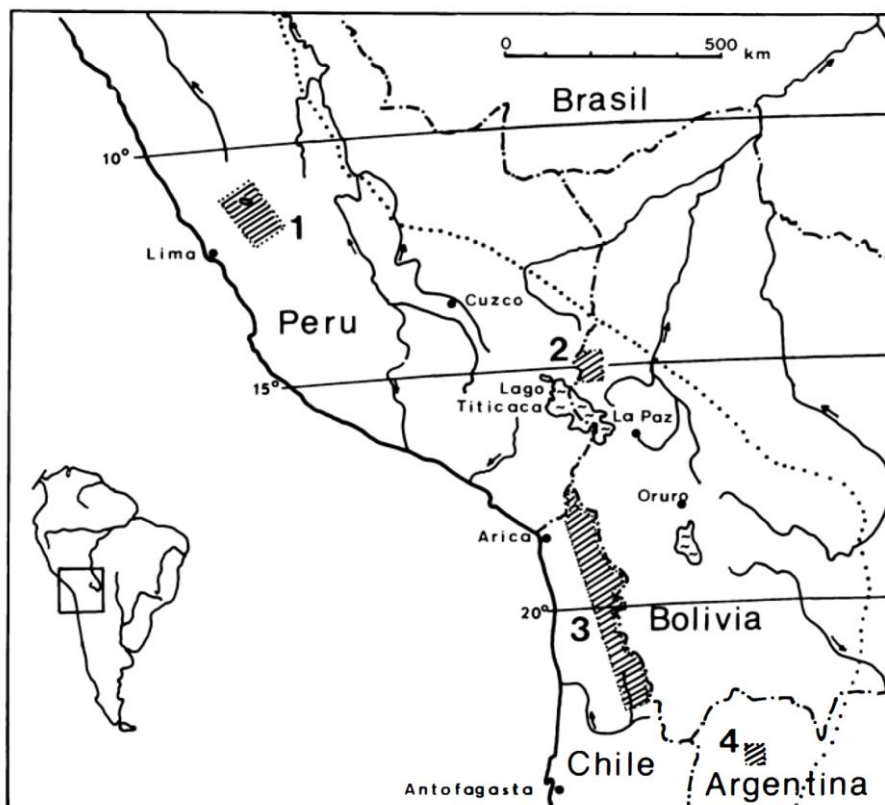 0 500 km
Brasil
10°
1
Lima
Cuzco
Peru
2
15°
Lago
Titicaca
La Paz
Oruro
Arica
20°
3
Bolivia
4
Chile
Argentina
Antofagasta